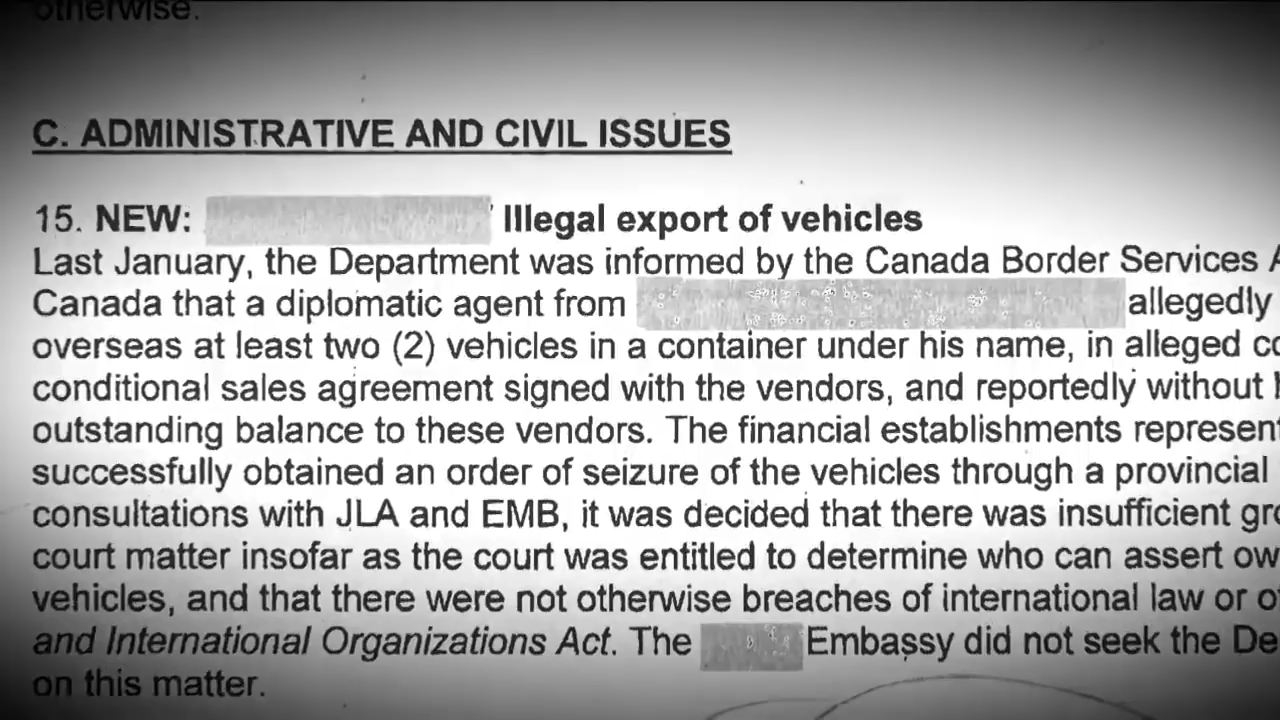 otherwise.
C. ADMINISTRATIVE AND CIVIL ISSUES
15. NEW: Illegal export of vehicles
Last January, the Department was informed by the Canada Border Services
Canada that a diplomatic agent from allegedly
overseas at least two (2) vehicles in a container under his name, in alleged
conditional sales agreement signed with the vendors, and reportedly without
outstanding balance to these vendors. The financial establishments
successfully obtained an order of seizure of the vehicles through a provincial
consultations with JLA and EMB, it was decided that there was insufficient
court matter insofar as the court was entitled to determine who can assert
vehicles, and that there were not otherwise breaches of international law or
and International Organizations Act. The Embassy did not seek the
on this matter.